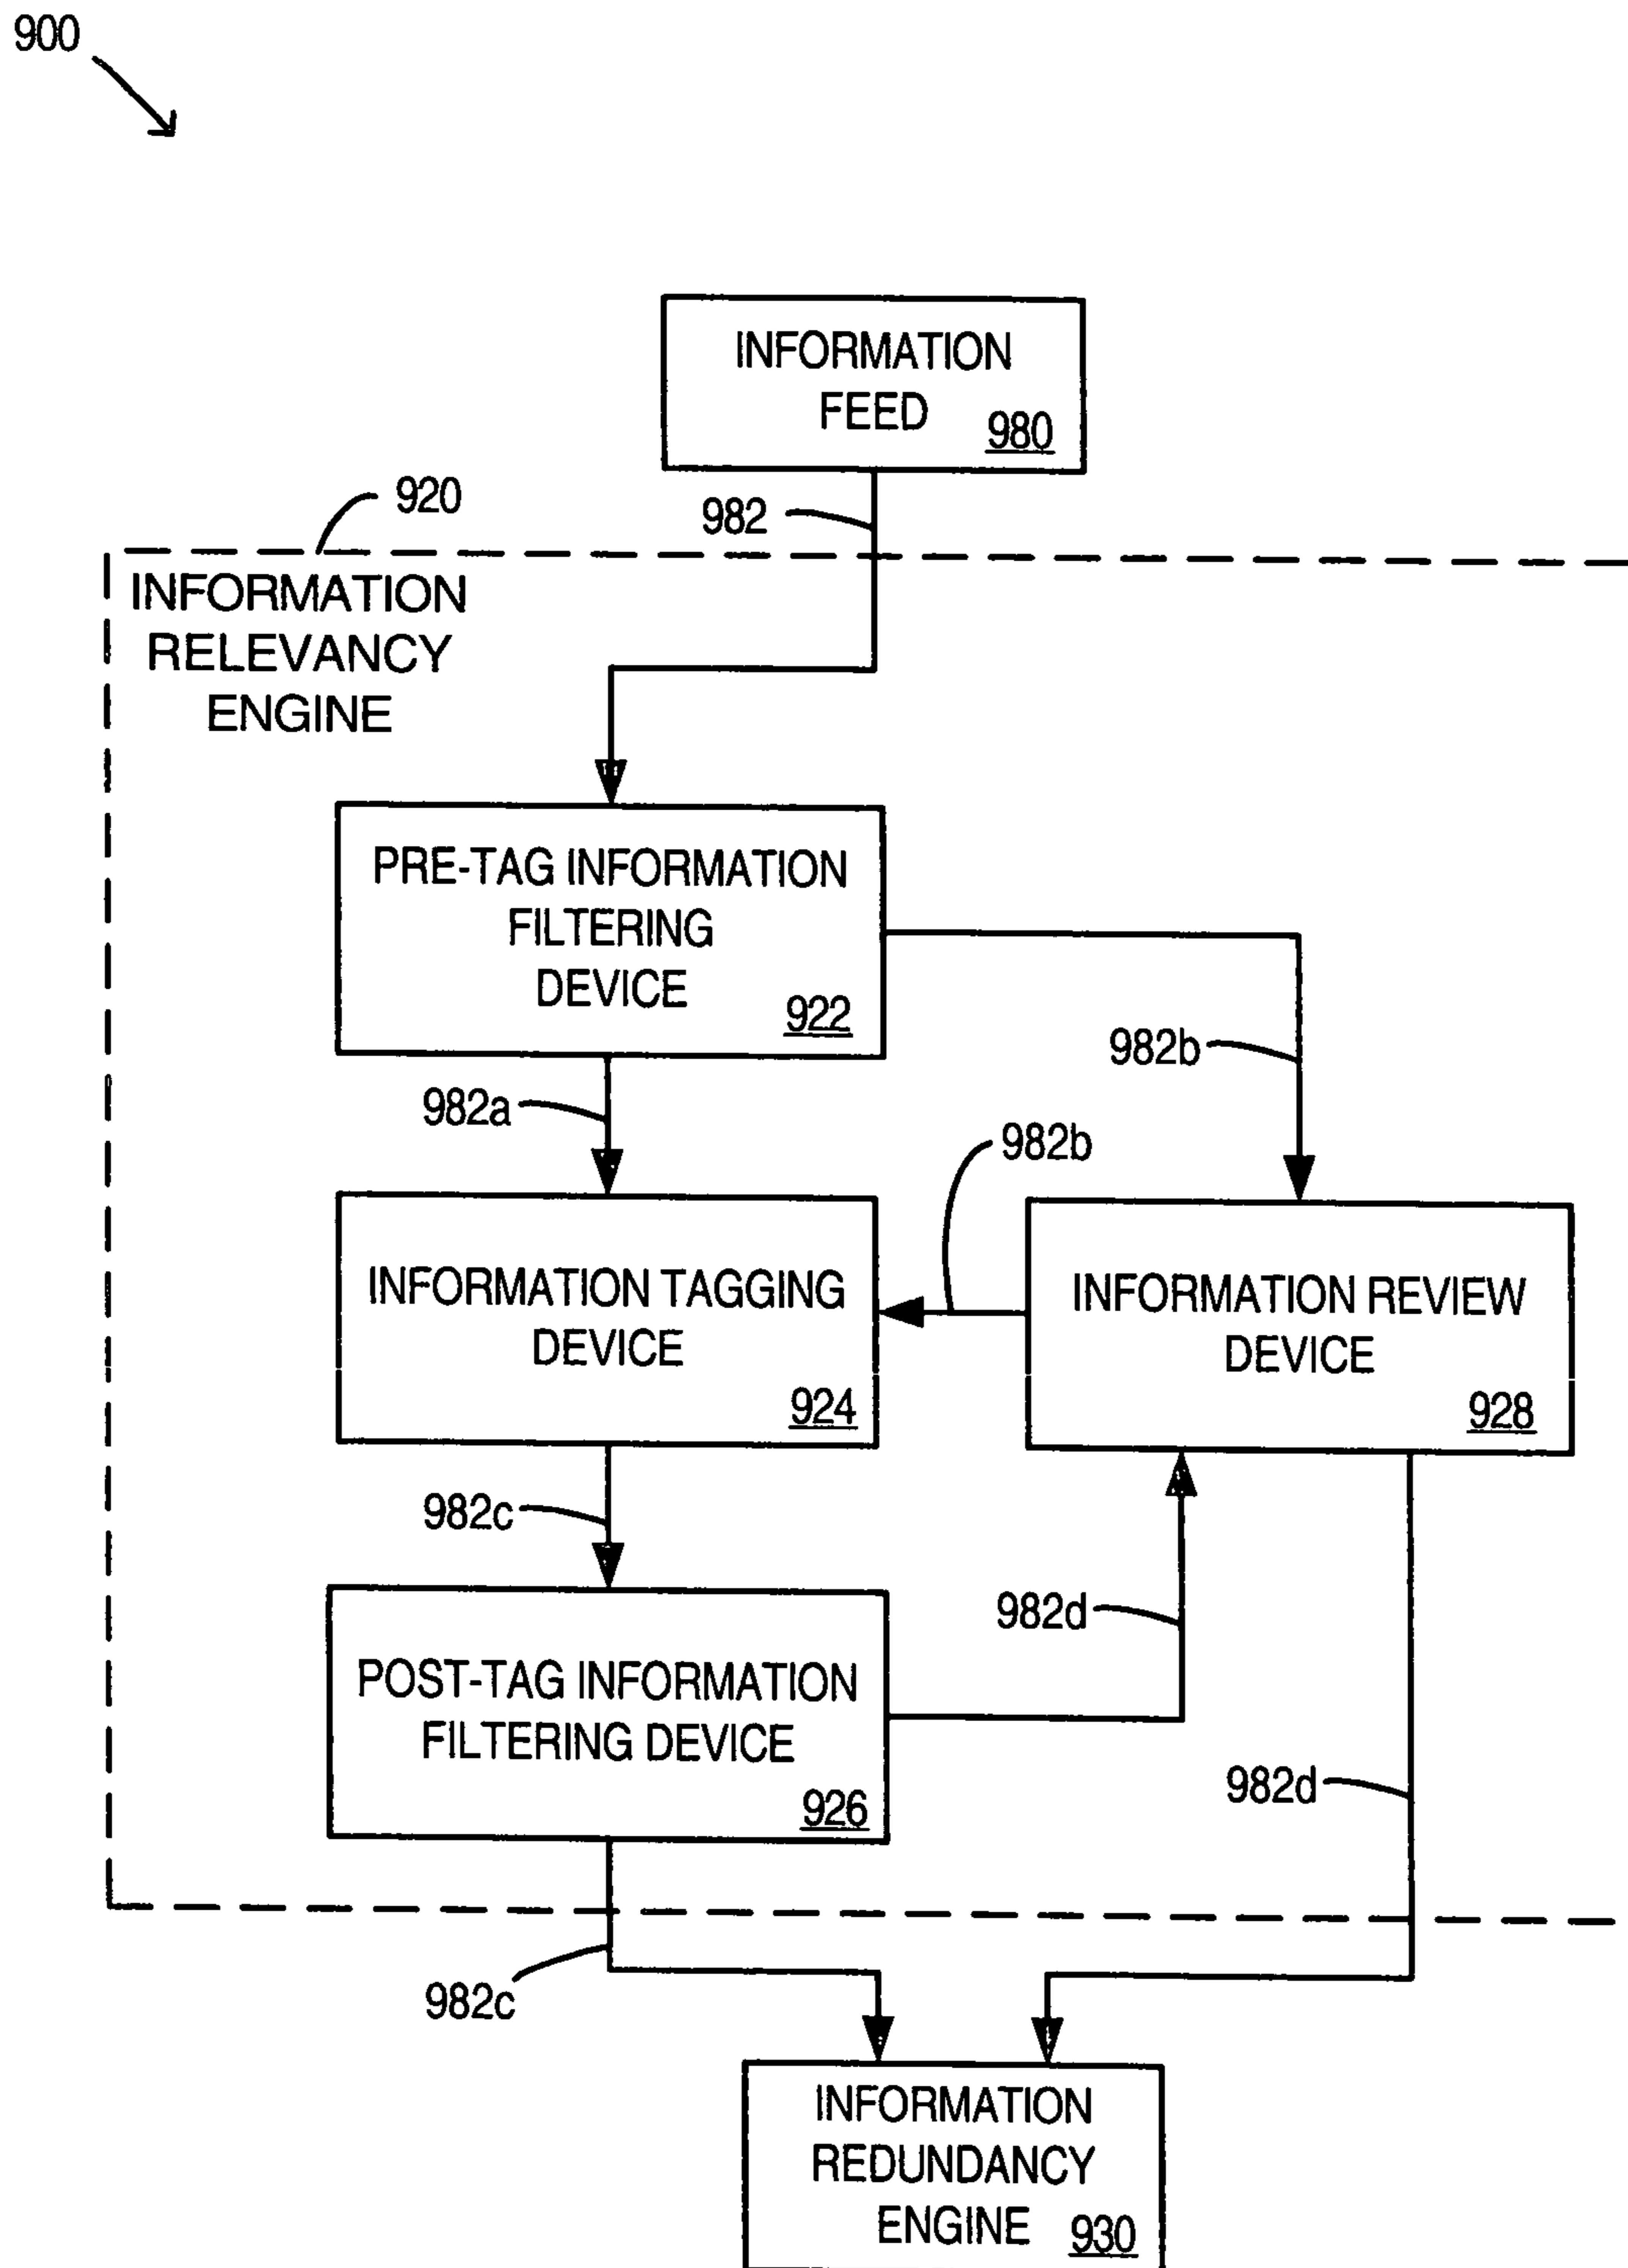 900
INFORMATION
FEED
980
920
982
INFORMATION
RELEVANCY
ENGINE
PRE-TAG INFORMATION
FILTERING
DEVICE
922
982b
982a
982b
INFORMATION TAGGING
DEVICE
924
INFORMATION REVIEW
DEVICE
928
982c
982d
POST-TAG INFORMATION
FILTERING DEVICE
926
982d
982c
INFORMATION
REDUNDANCY
ENGINE
930